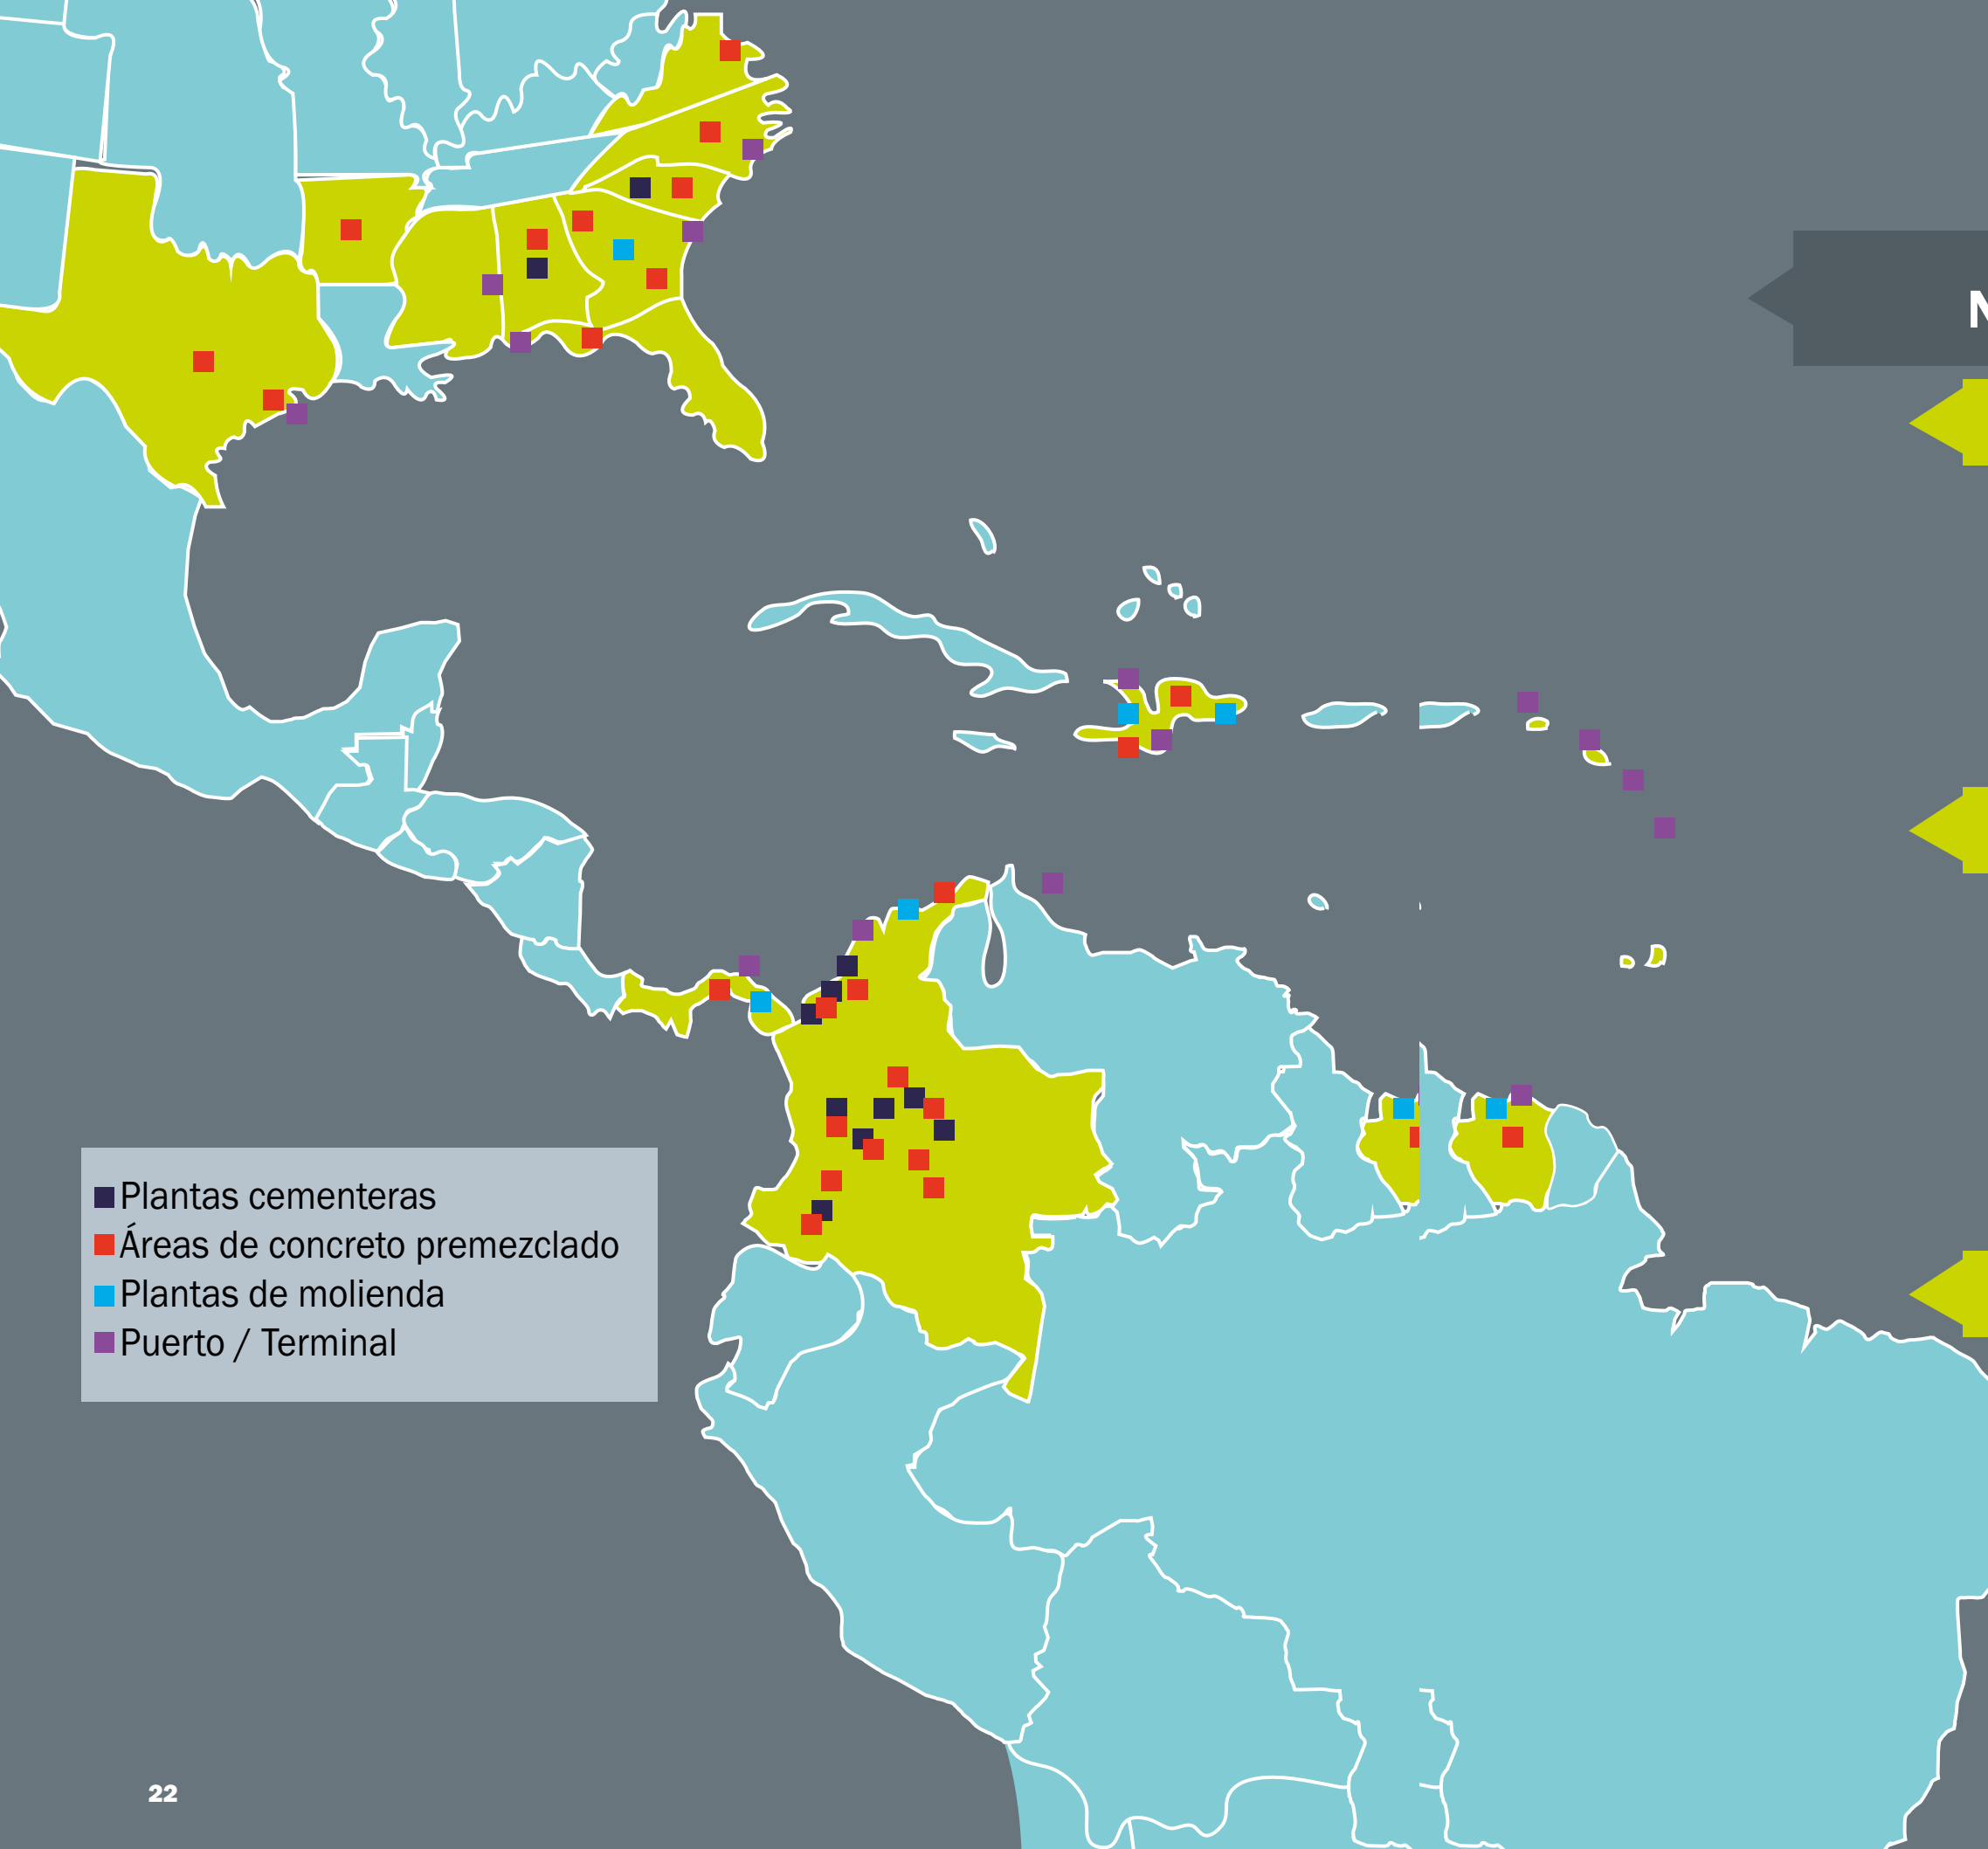 N
Plantas cementeras
Áreas de concreto premezclado
Plantas de molienda
Puerto / Terminal
22